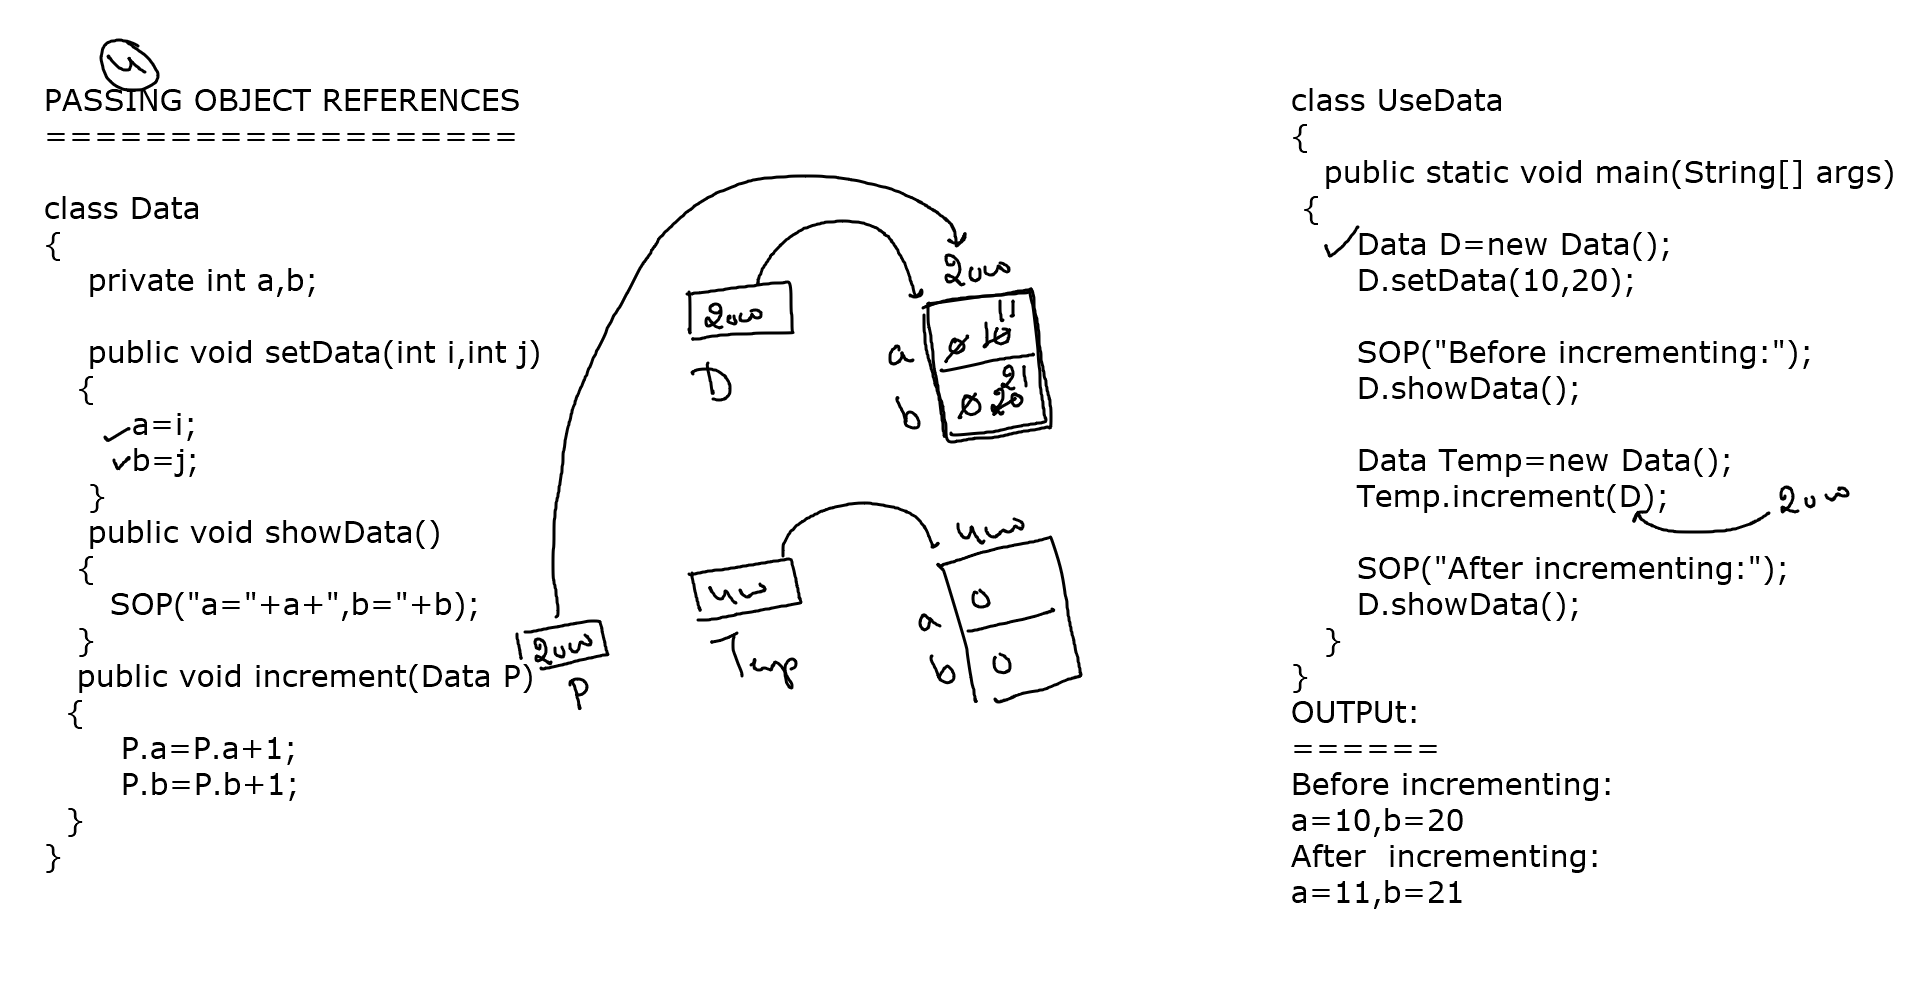 4
PASSING OBJECT REFERENCES
===================
class Data
{
private int a,b;
public void setData(int i,int j)
{
a=i;
b=j;
}
public void showData()
{
SOP("a="+a+",b="+b);
}
public void increment(Data P)
{
P.a=P.a+1;
P.b=P.b+1;
}
}
2000
2000
D
a 0 10 11
b 0 20 21
4000
400
Temp
a 0
b 0
2000
P
class UseData
{
public static void main(String[] args)
{
Data D=new Data();
D.setData(10,20);
SOP("Before incrementing:");
D.showData();
Data Temp=new Data();
Temp.increment(D);
2000
SOP("After incrementing:");
D.showData();
}
}
OUTPUt:
======
Before incrementing:
a=10,b=20
After  incrementing:
a=11,b=21